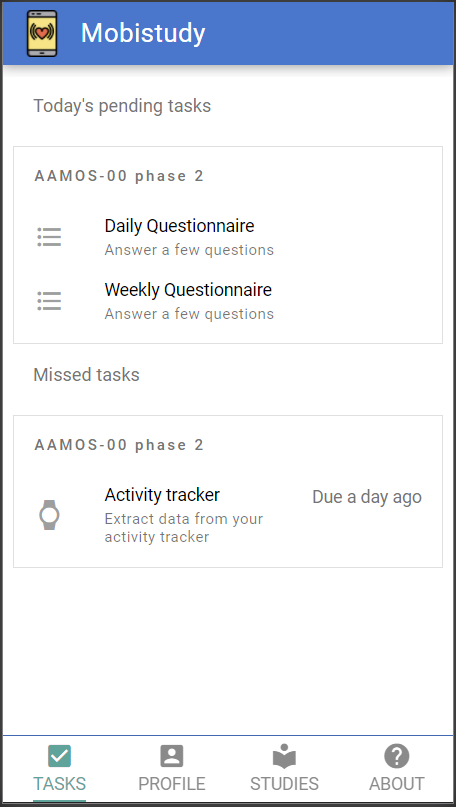 Mobistudy
Today's pending tasks
AAMOS-00 phase 2
Daily Questionnaire
Answer a few questions
Weekly Questionnaire
Answer a few questions
Missed tasks
AAMOS-00 phase 2
Activity tracker
Due a day ago
Extract data from your
activity tracker
TASKS PROFILE STUDIES ABOUT